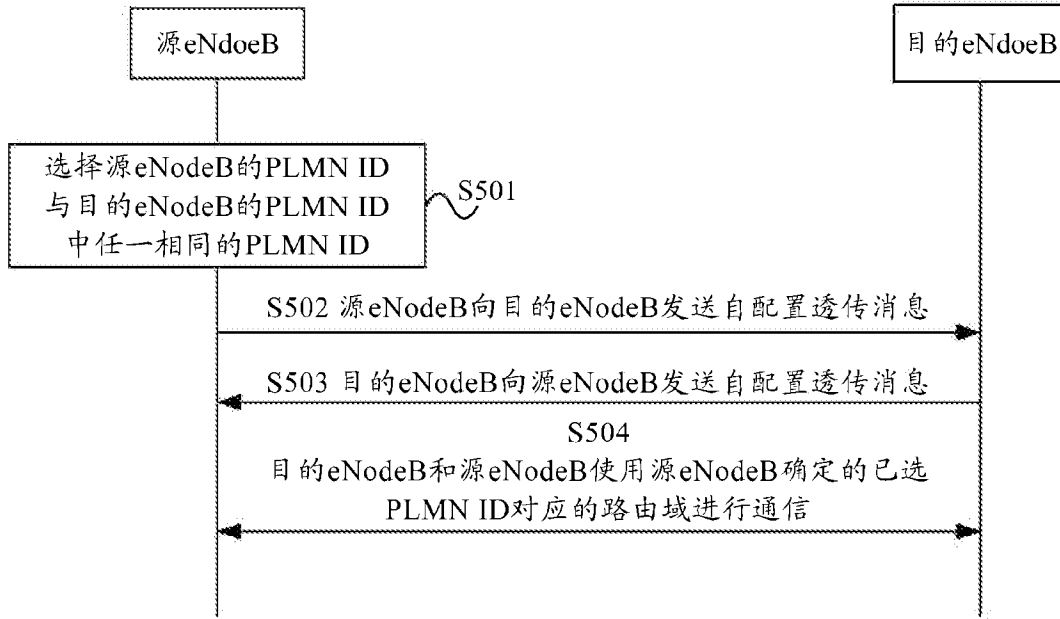 源eNdoeB
目的eNdoeB
选择源eNodeB的PLMN ID
与目的eNodeB的PLMN ID
中任一相同的PLMN ID
S501
S502 源eNodeB向目的eNodeB发送自配置透传消息
S503 目的eNodeB向源eNodeB发送自配置透传消息
S504
目的eNodeB和源eNodeB使用源eNodeB确定的已选
PLMN ID对应的路由域进行通信